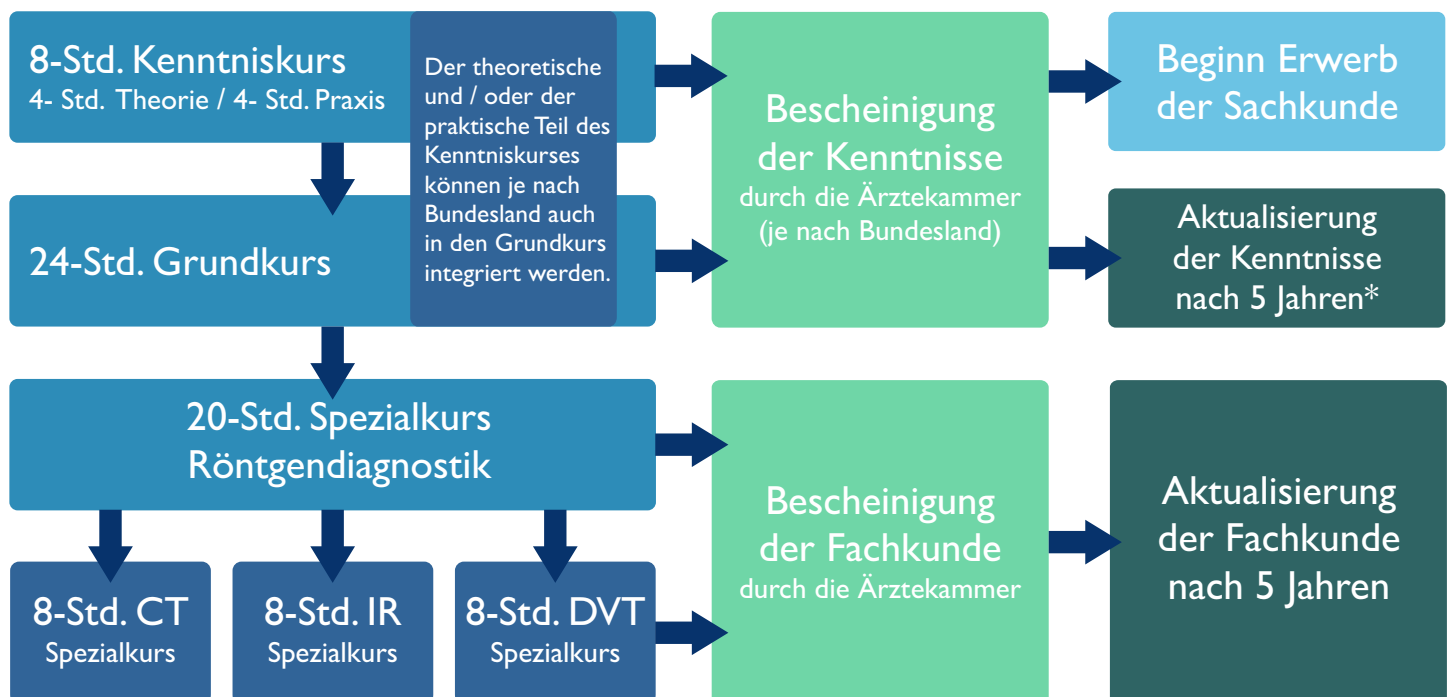 8-Std. Kenntniskurs
4- Std. Theorie / 4- Std. Praxis
Der theoretische
und / oder der
praktische Teil des
Kenntniskurses
können je nach
Bundesland auch
in den Grundkurs
integriert werden.
24-Std. Grundkurs
Bescheinigung
der Kenntnisse
durch die Ärztekammer
(je nach Bundesland)
Beginn Erwerb
der Sachkunde
Aktualisierung
der Kenntnisse
nach 5 Jahren*
20-Std. Spezialkurs
Röntgendiagnostik
8-Std. CT
Spezialkurs
8-Std. IR
Spezialkurs
8-Std. DVT
Spezialkurs
Bescheinigung
der Fachkunde
durch die Ärztekammer
Aktualisierung
der Fachkunde
nach 5 Jahren